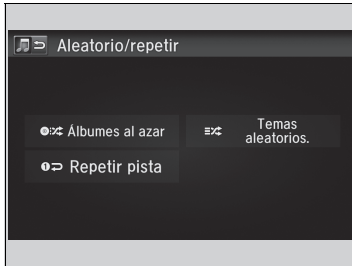 Aleatorio/repetir
Álbumes al azar
Temas
aleatorios.
Repetir pista